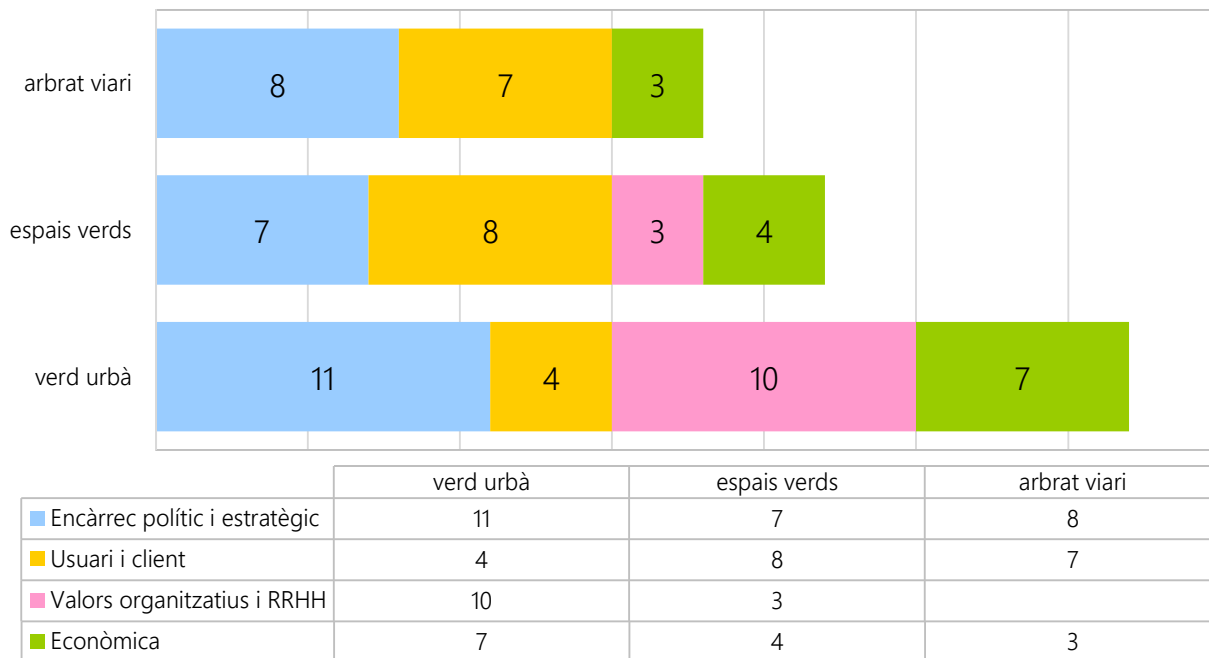 arbrat viari 8 7 3
espais verds 7 8 3 4
verd urbà 11 4 10 7
verd urbà espais verds arbrat viari
Encàrrec polític i estratègic 11 7 8
Usuari i client 4 8 7
Valors organitzatius i RRHH 10 3
Econòmica 7 4 3